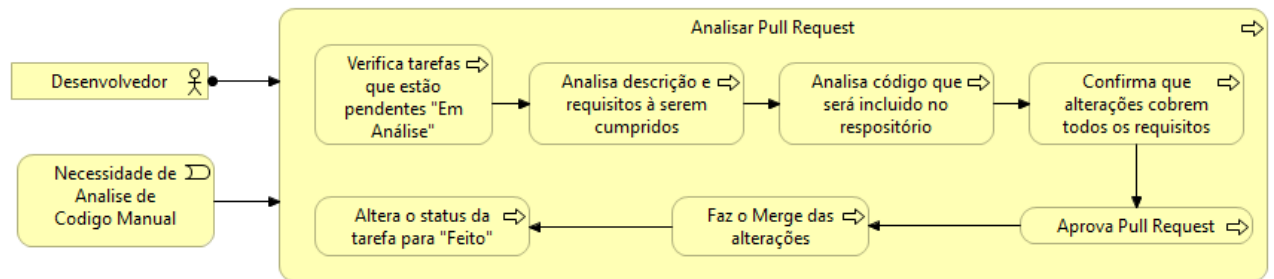 Analisar Pull Request
Desenvolvedor
Verifica tarefas
que estão
pendentes "Em
Análise"
Analisa descrição e
requisitos à serem
cumpridos
Analisa código que
será incluido no
respositório
Confirma que
alterações cobrem
todos os requisitos
Necessidade de
Analise de
Codigo Manual
Altera o status da
tarefa para "Feito"
Faz o Merge das
alterações
Aprova Pull Request